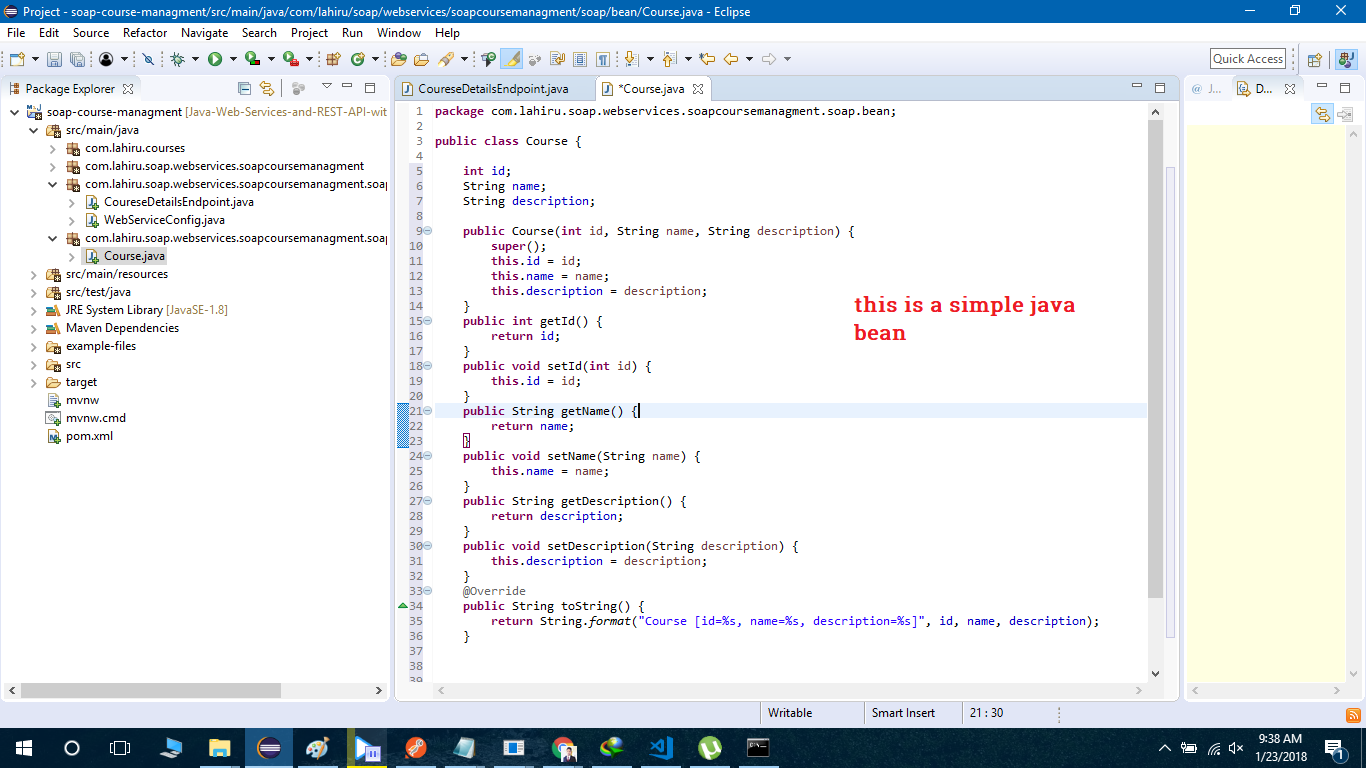 Project - soap-course-managment/src/main/java/com/lahiru/soap/webservices/soapcoursemanagment/soap/bean/Course.java - Eclipse
File Edit Source Refactor Navigate Search Project Run Window Help
Quick Access
Package Explorer
soap-course-managment [Java-Web-Services-and-REST-API-wit
src/main/java
com.lahiru.courses
com.lahiru.soap.webservices.soapcoursemanagment
com.lahiru.soap.webservices.soapcoursemanagment.soap
CoureseDetailsEndpoint.java
WebServiceConfig.java
com.lahiru.soap.webservices.soapcoursemanagment.soap
Course.java
src/main/resources
src/test/java
JRE System Library [JavaSE-1.8]
Maven Dependencies
example-files
src
target
mvnw
mvnw.cmd
pom.xml
CoureseDetailsEndpoint.java *Course.java
1 package com.lahiru.soap.webservices.soapcoursemanagment.soap.bean;
2
3 public class Course {
4
5 int id;
6 String name;
7 String description;
8
9 public Course(int id, String name, String description) {
10 super();
11 this.id = id;
12 this.name = name;
13 this.description = description;
14 }
15 public int getId() {
16 return id;
17 }
18 public void setId(int id) {
19 this.id = id;
20 }
21 public String getName() {
22 return name;
23 }
24 public void setName(String name) {
25 this.name = name;
26 }
27 public String getDescription() {
28 return description;
29 }
30 public void setDescription(String description) {
31 this.description = description;
32 }
33 @Override
34 public String toString() {
35 return String.format("Course [id=%s, name=%s, description=%s]", id, name, description);
36 }
37
38
39
this is a simple java
bean
@ J... D...
Writable Smart Insert 21 : 30
9:38 AM
1/23/2018
1